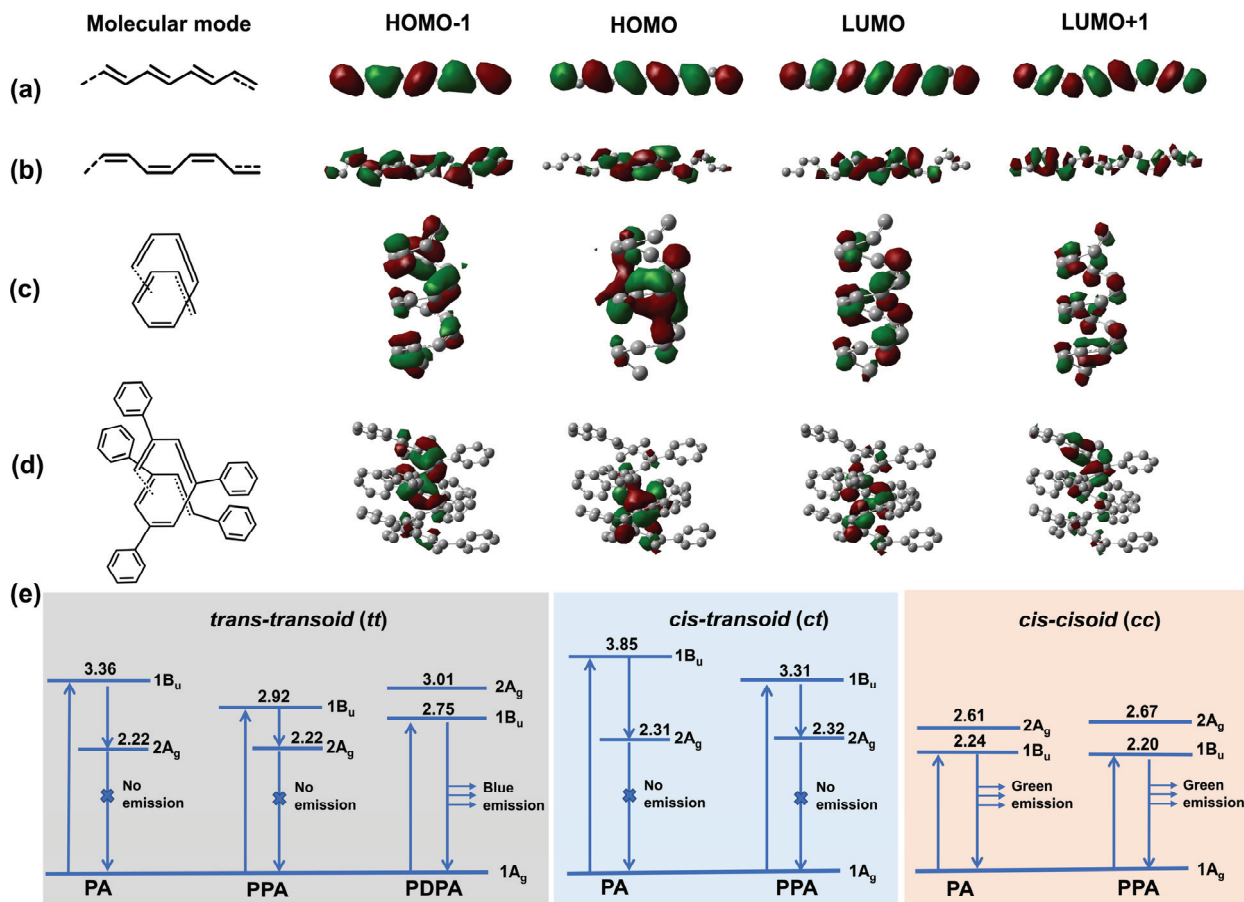 Molecular mode HOMO-1 HOMO LUMO LUMO+1
(a)
(b)
(c)
(d)
(e)
trans-transoid (tt)
3.36
1Bu
2.22
2Ag
No
emission
PA
2.92
1Bu
2.22
2Ag
No
emission
PPA
3.01
2Ag
2.75
1Bu
Blue
emission
PDPA
1Ag
cis-transoid (ct)
3.85
1Bu
2.31
2Ag
No
emission
PA
3.31
1Bu
2.32
2Ag
No
emission
PPA
1Ag
cis-cisoid (cc)
2.61
2Ag
2.24
1Bu
Green
emission
PA
2.67
2Ag
2.20
1Bu
Green
emission
PPA
1Ag